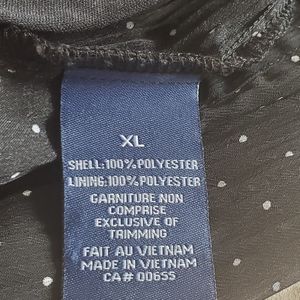 XL
SHELL:100% POLYESTER
LINING:100% POLYESTER
GARNITURE NON
COMPRISE
EXCLUSIVE OF
TRIMMING
FAIT AU VIETNAM
MADE IN VIETNAM
CA# 00655